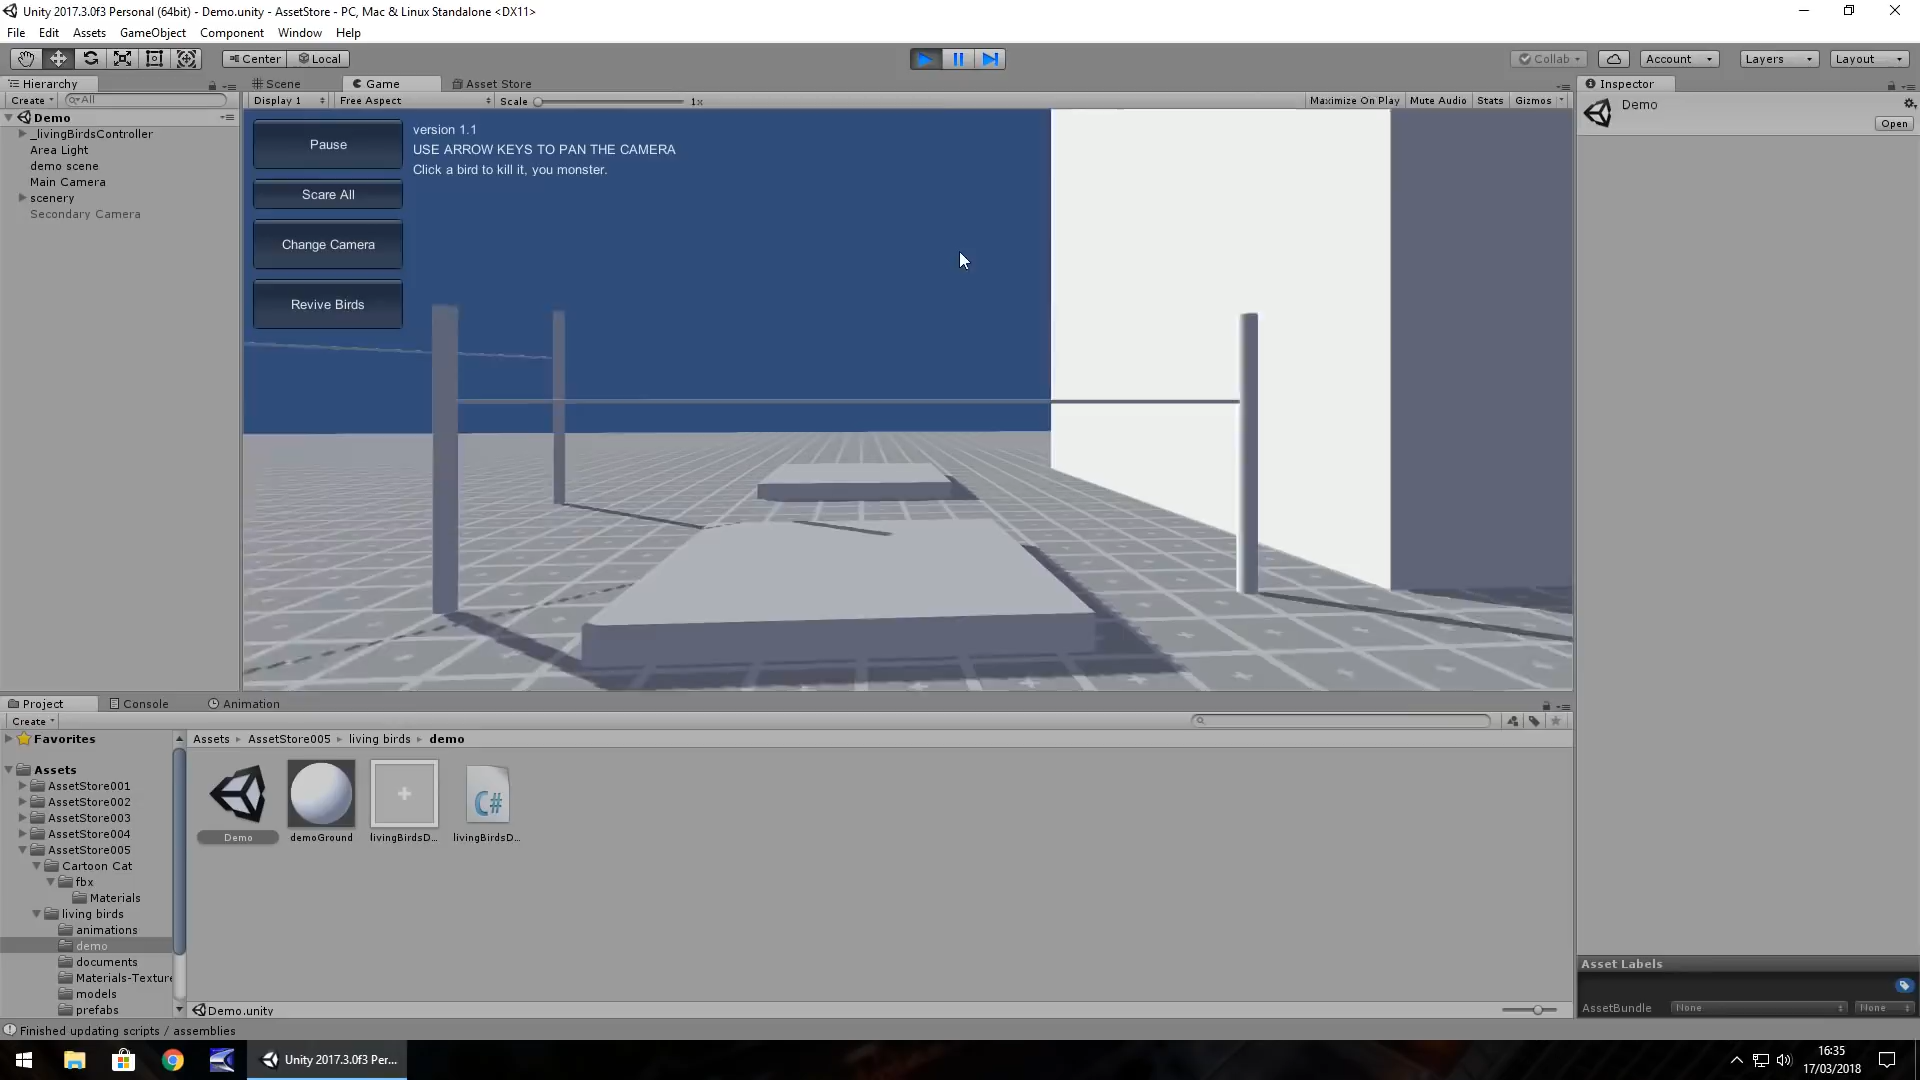 Unity 2017.3.0f3 Personal (64bit) - Demo.unity - AssetStore - PC, Mac & Linux Standalone <DX11>
File Edit Assets GameObject Component Window Help
Center Local
Collab Account Layers Layout
Hierarchy
Scene Game Asset Store
Inspector
Create All
Display 1 Free Aspect Scale 1x
Maximize On Play Mute Audio Stats Gizmos
Demo
Open
Demo
_livingBirdsController
Area Light
demo scene
Main Camera
scenery
Secondary Camera
Pause
Scare All
Change Camera
Revive Birds
version 1.1
USE ARROW KEYS TO PAN THE CAMERA
Click a bird to kill it, you monster.
Project Console Animation
Create
Favorites
Assets
AssetStore001
AssetStore002
AssetStore003
AssetStore004
AssetStore005
Cartoon Cat
fbx
Materials
living birds
animations
demo
documents
Materials-Texture
models
prefabs
Assets AssetStore005 living birds demo
C#
Demo
demoGround
livingBirdsD...
livingBirdsD...
Demo.unity
Asset Labels
AssetBundle None None
Finished updating scripts / assemblies
Unity 2017.3.0f3 Per...
16:35
17/03/2018